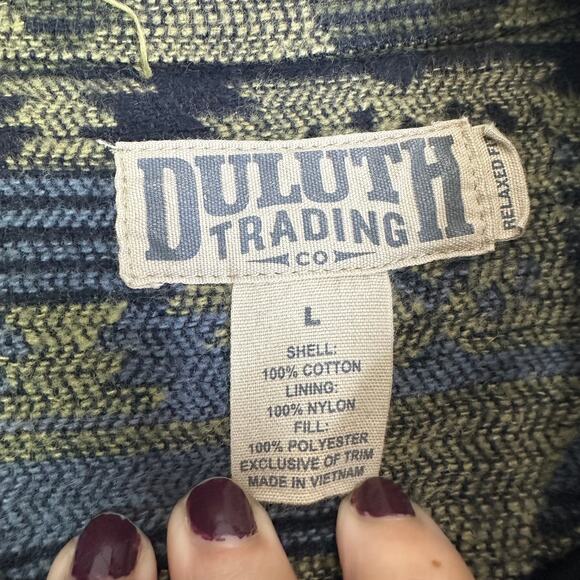 DULUTH
TRADING
CO
RELAXED FIT
L
SHELL:
100% COTTON
LINING:
100% NYLON
FILL:
100% POLYESTER
EXCLUSIVE OF TRIM
MADE IN VIETNAM